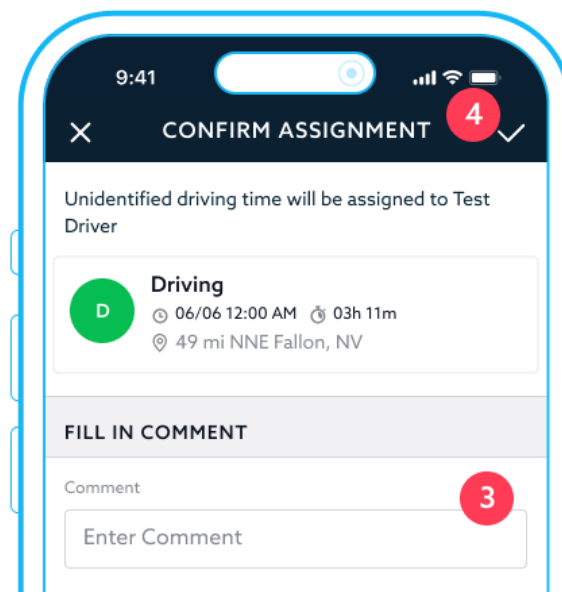 9:41
4
CONFIRM ASSIGNMENT
Unidentified driving time will be assigned to Test
Driver
Driving
D
06/06 12:00 AM 03h 11m
49 mi NNE Fallon, NV
FILL IN COMMENT
Comment
3
Enter Comment